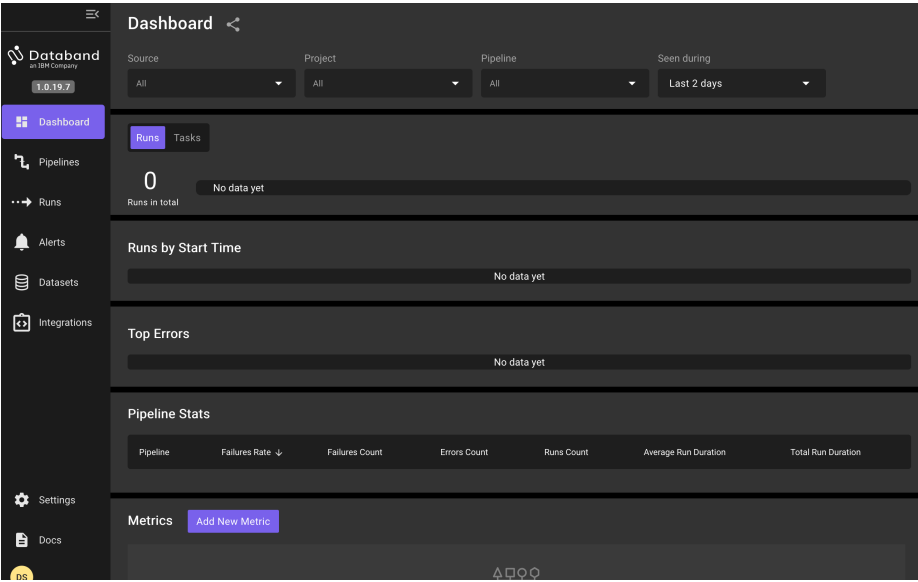 Databand
an IBM Company
1.0.19.7
Dashboard
Pipelines
Runs
Alerts
Datasets
Integrations
Settings
Docs
DS
Dashboard
Source
All
Project
All
Pipeline
All
Seen during
Last 2 days
Runs Tasks
0
Runs in total
No data yet
Runs by Start Time
No data yet
Top Errors
No data yet
Pipeline Stats
Pipeline Failures Rate ↓ Failures Count Errors Count Runs Count Average Run Duration Total Run Duration
Metrics Add New Metric